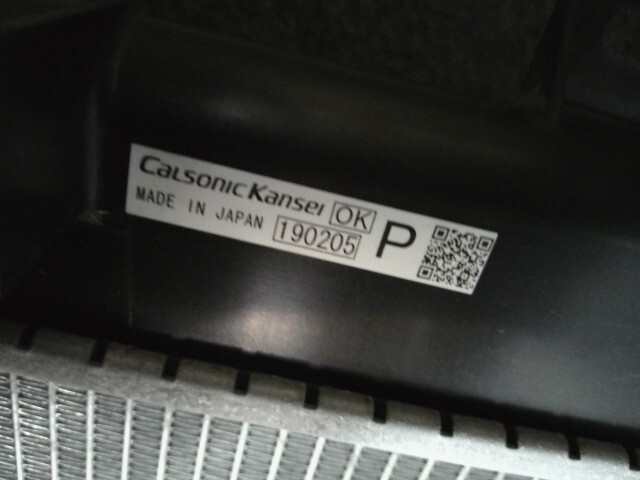 CalsonicKansei OK
MADE IN JAPAN 190205 P